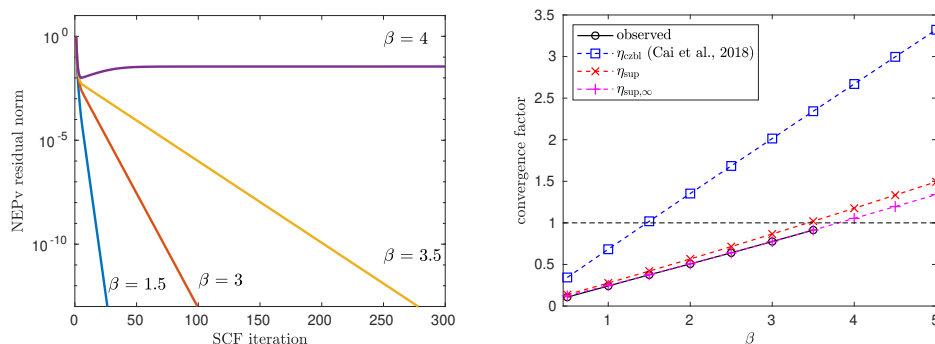 10^0
10^-5
10^-10
NEPv residual norm
β = 4
β = 3.5
β = 3
β = 1.5
0 50 100 150 200 250 300
SCF iteration
3.5
3
2.5
2
1.5
1
0.5
0
convergence factor
observed
η_czbl (Cai et al., 2018)
η_sup
η_sup,∞
1 2 3 4 5
β